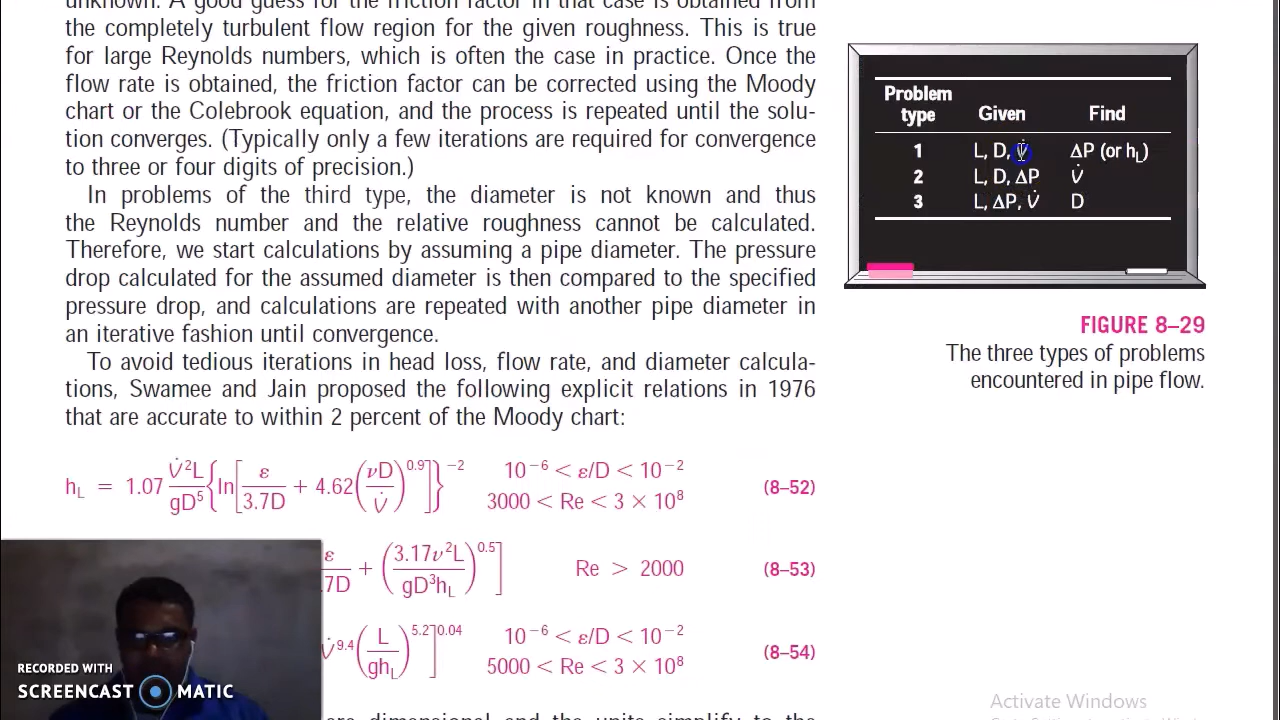 unknown. A good guess for the friction factor in that case is obtained from
the completely turbulent flow region for the given roughness. This is true
for large Reynolds numbers, which is often the case in practice. Once the
flow rate is obtained, the friction factor can be corrected using the Moody
chart or the Colebrook equation, and the process is repeated until the solu-
tion converges. (Typically only a few iterations are required for convergence
to three or four digits of precision.)
In problems of the third type, the diameter is not known and thus
the Reynolds number and the relative roughness cannot be calculated.
Therefore, we start calculations by assuming a pipe diameter. The pressure
drop calculated for the assumed diameter is then compared to the specified
pressure drop, and calculations are repeated with another pipe diameter in
an iterative fashion until convergence.
To avoid tedious iterations in head loss, flow rate, and diameter calcula-
tions, Swamee and Jain proposed the following explicit relations in 1976
that are accurate to within 2 percent of the Moody chart:
h_L = 1.07 V̇²L/gD⁵ {ln[ε/3.7D + 4.62(νD/V̇)^0.9]}^−2 10⁻⁶ < ε/D < 10⁻² (8–52)
3000 < Re < 3 × 10⁸
ε/.7D + (3.17ν²L/gD³h_L)^0.5] Re > 2000 (8–53)
V̇^9.4 (L/gh_L)^5.2]^0.04 10⁻⁶ < ε/D < 10⁻² (8–54)
5000 < Re < 3 × 10⁸
are dimensional and the units simplify to the
Problem type Given Find
1 L, D, V̇ ΔP (or h_L)
2 L, D, ΔP V̇
3 L, ΔP, V̇ D
FIGURE 8–29
The three types of problems
encountered in pipe flow.
RECORDED WITH
SCREENCAST MATIC
Activate Windows